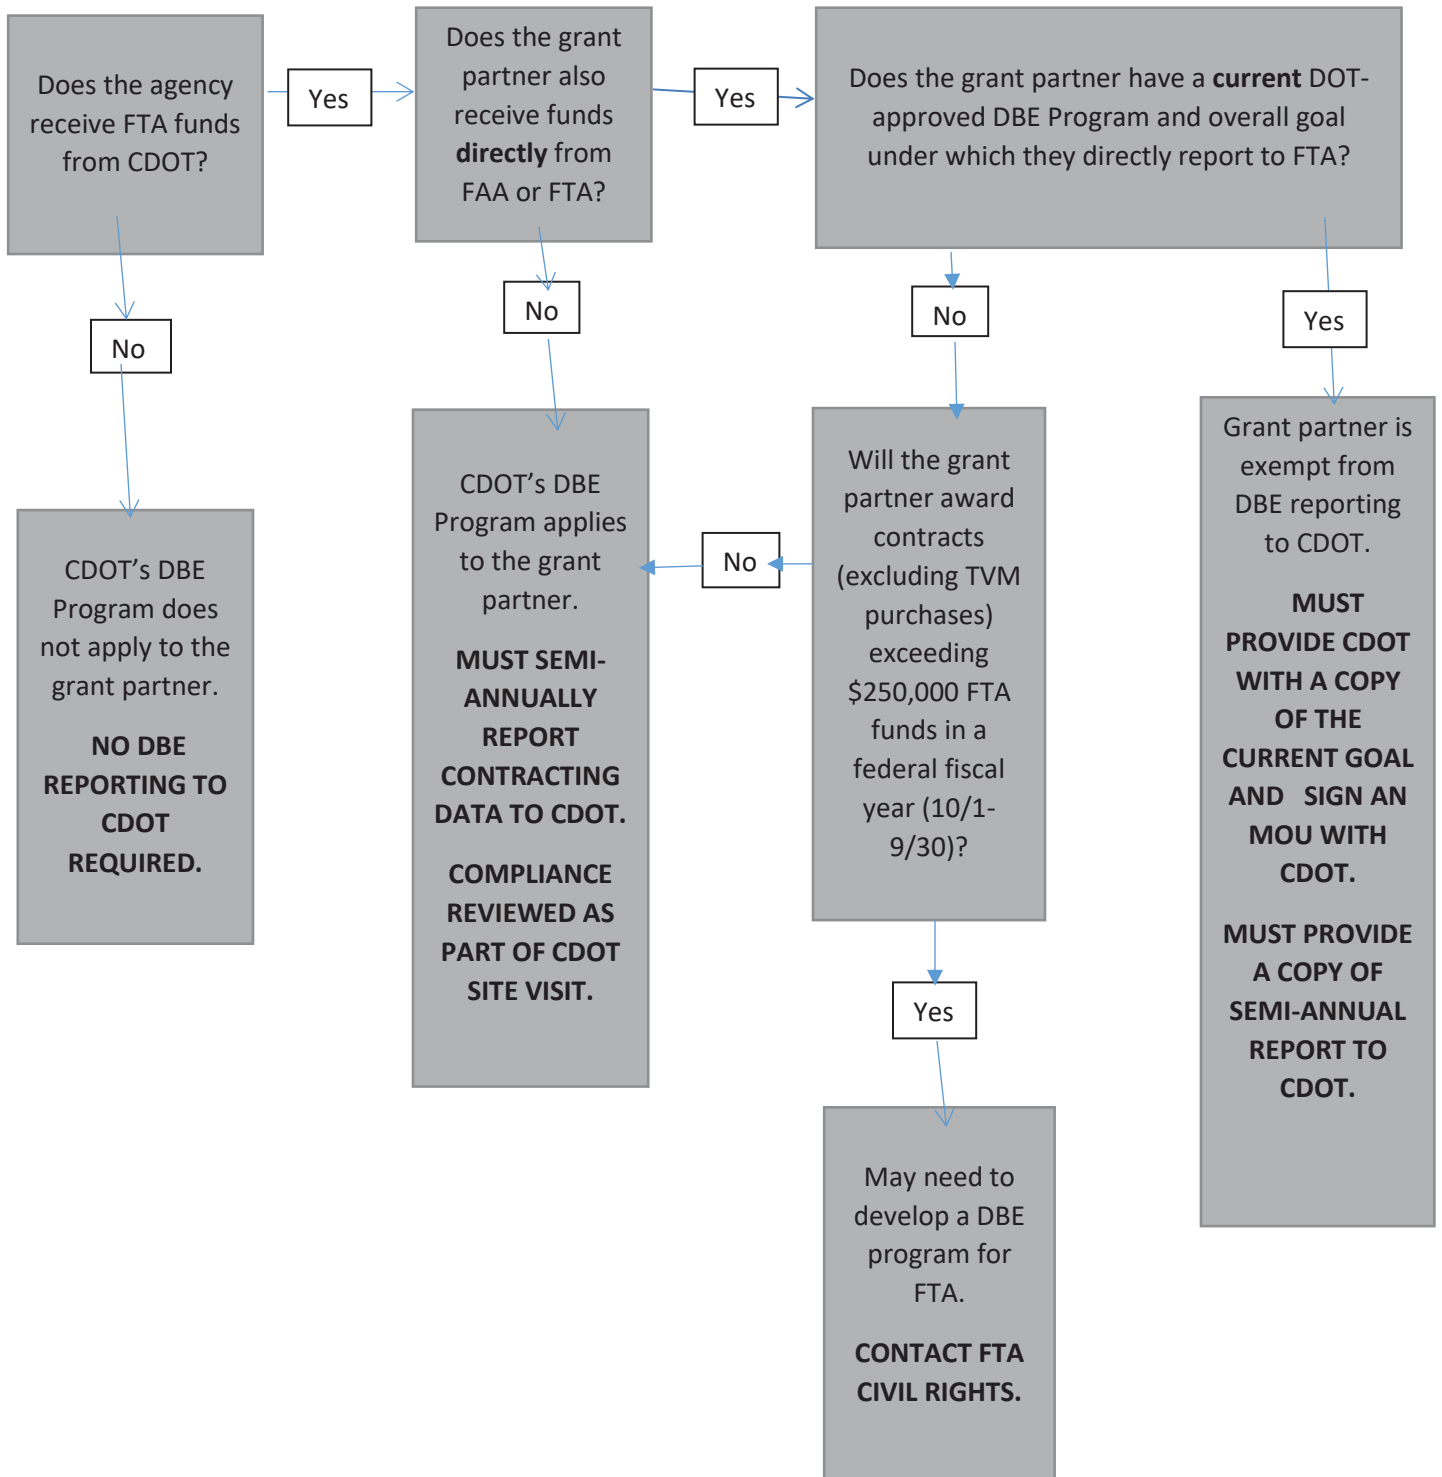 Does the agency
receive FTA funds
from CDOT?
Yes
Does the grant
partner also
receive funds
directly from
FAA or FTA?
Yes
Does the grant partner have a current DOT-
approved DBE Program and overall goal
under which they directly report to FTA?
No
No
No
Yes
CDOT's DBE
Program does
not apply to the
grant partner.
NO DBE
REPORTING TO
CDOT
REQUIRED.
CDOT's DBE
Program applies
to the grant
partner.
MUST SEMI-
ANNUALLY
REPORT
CONTRACTING
DATA TO CDOT.
COMPLIANCE
REVIEWED AS
PART OF CDOT
SITE VISIT.
No
Will the grant
partner award
contracts
(excluding TVM
purchases)
exceeding
$250,000 FTA
funds in a
federal fiscal
year (10/1-
9/30)?
Grant partner is
exempt from
DBE reporting
to CDOT.
MUST
PROVIDE CDOT
WITH A COPY
OF THE
CURRENT GOAL
AND SIGN AN
MOU WITH
CDOT.
MUST PROVIDE
A COPY OF
SEMI-ANNUAL
REPORT TO
CDOT.
Yes
May need to
develop a DBE
program for
FTA.
CONTACT FTA
CIVIL RIGHTS.